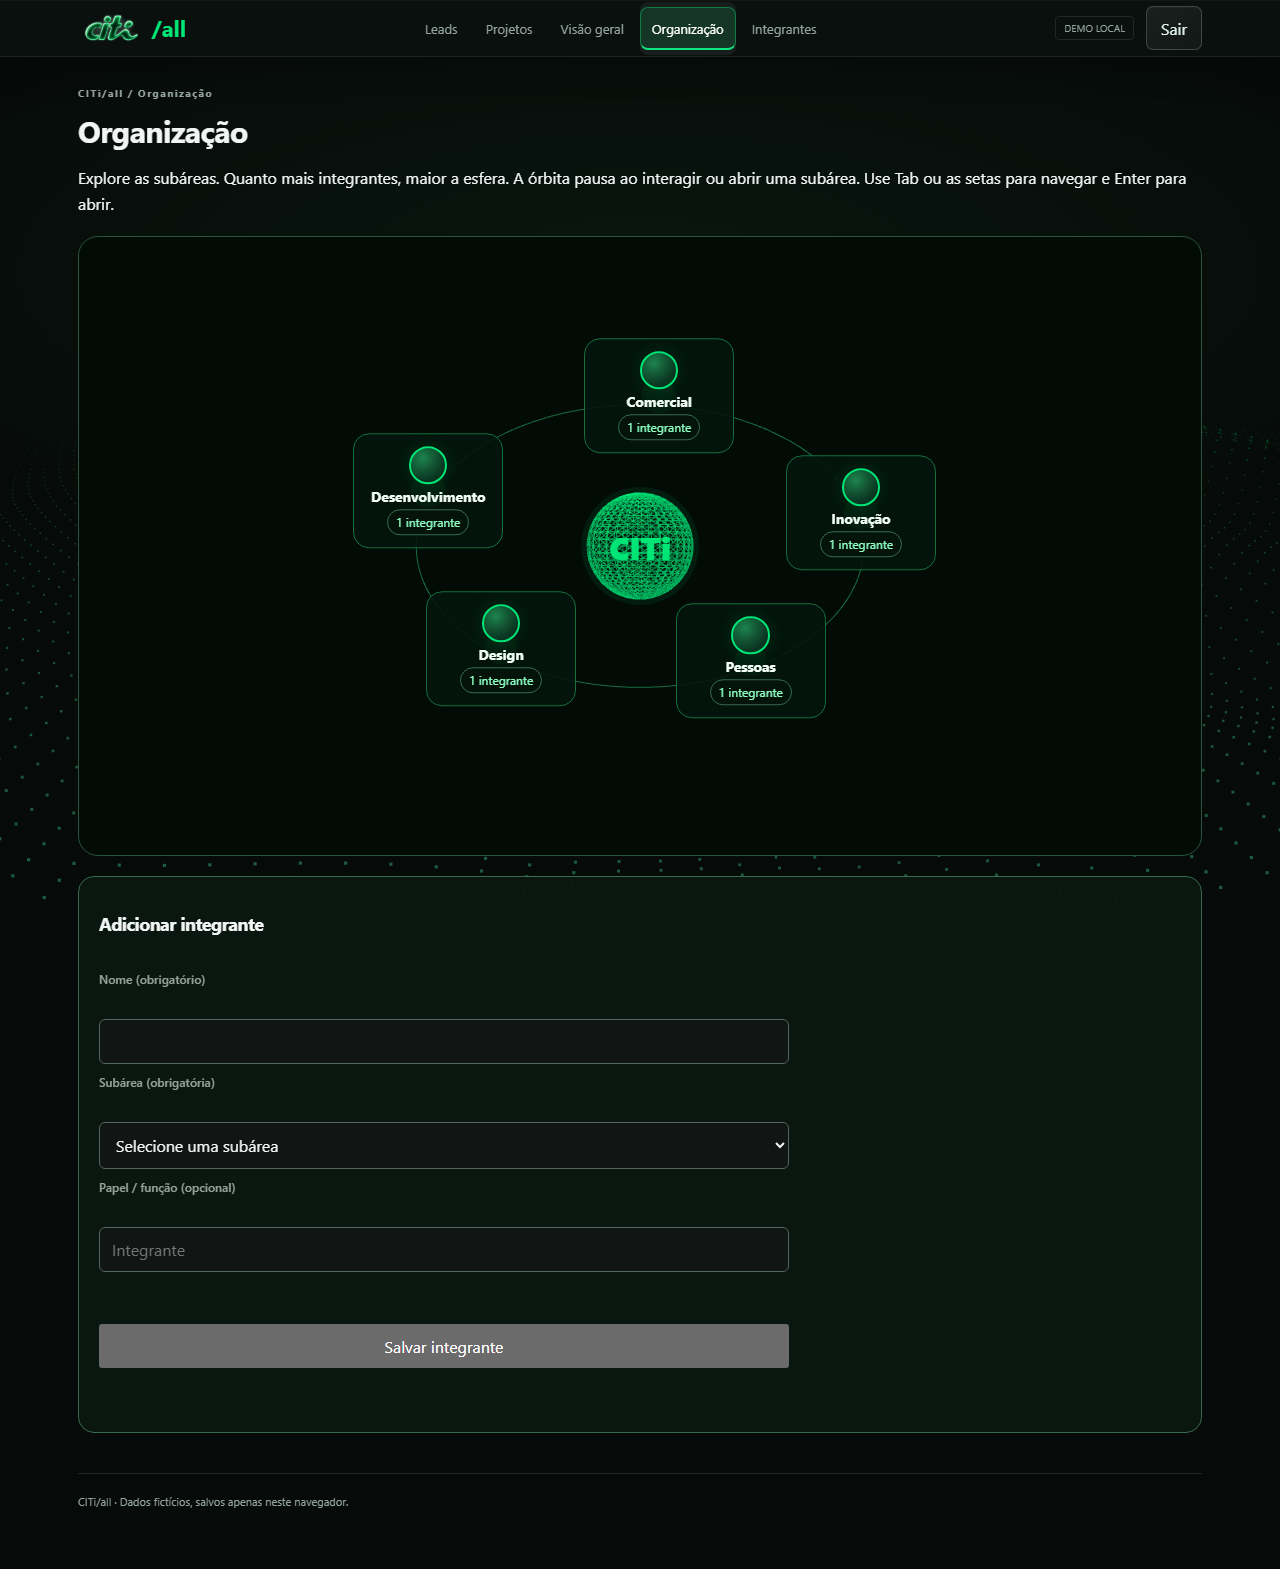 citi /all
Leads
Projetos
Visão geral
Organização
Integrantes
DEMO LOCAL
Sair
CITi/all / Organização
Organização
Explore as subáreas. Quanto mais integrantes, maior a esfera. A órbita pausa ao interagir ou abrir uma subárea. Use Tab ou as setas para navegar e Enter para
abrir.
Comercial
1 integrante
Desenvolvimento
1 integrante
Inovação
1 integrante
CITi
Design
1 integrante
Pessoas
1 integrante
Adicionar integrante
Nome (obrigatório)
Subárea (obrigatória)
Selecione uma subárea
Papel / função (opcional)
Integrante
Salvar integrante
CITi/all · Dados fictícios, salvos apenas neste navegador.